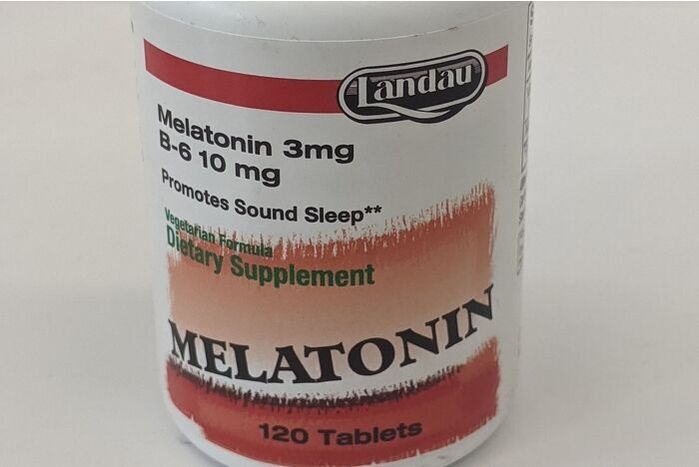 Landau
Melatonin 3mg
B-6 10 mg
Promotes Sound Sleep**
Vegetarian Formula
Dietary Supplement
MELATONIN
120 Tablets